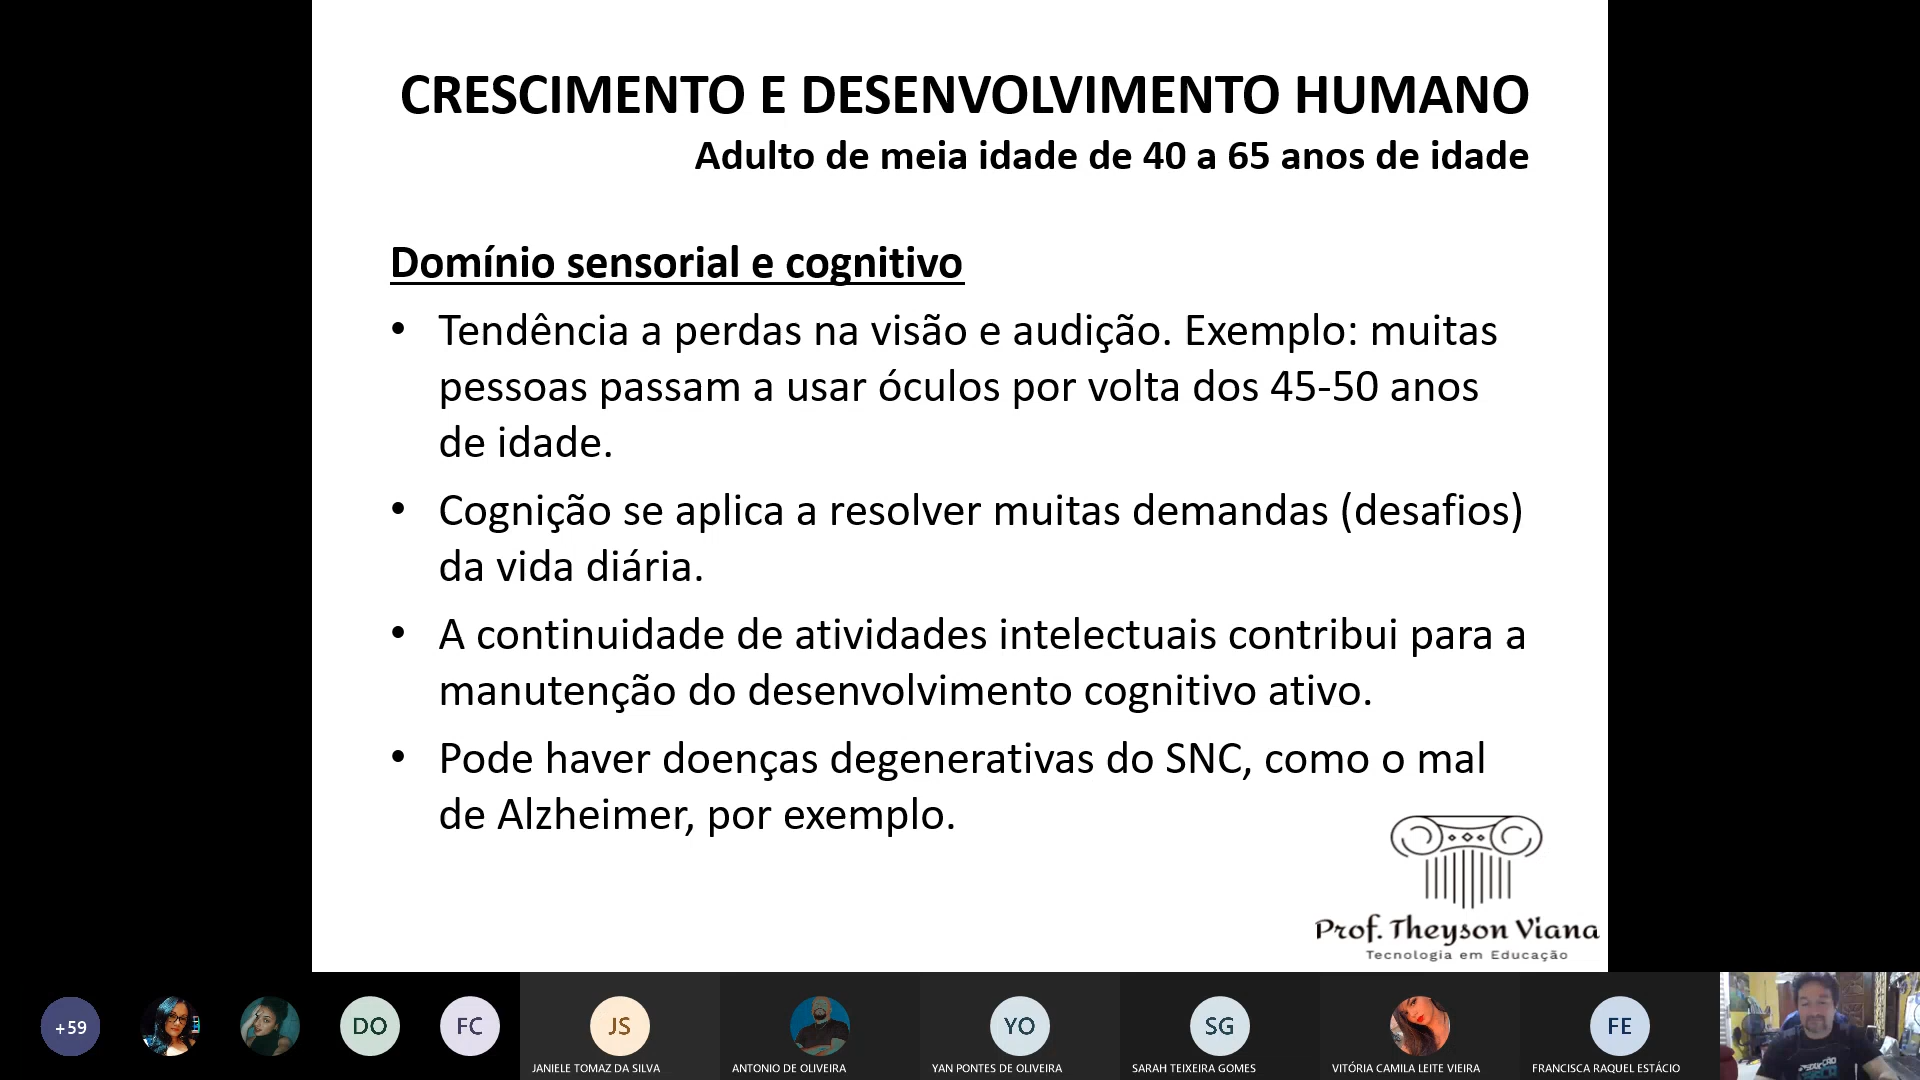 CRESCIMENTO E DESENVOLVIMENTO HUMANO
Adulto de meia idade de 40 a 65 anos de idade
Domínio sensorial e cognitivo
• Tendência a perdas na visão e audição. Exemplo: muitas
pessoas passam a usar óculos por volta dos 45-50 anos
de idade.
• Cognição se aplica a resolver muitas demandas (desafios)
da vida diária.
• A continuidade de atividades intelectuais contribui para a
manutenção do desenvolvimento cognitivo ativo.
• Pode haver doenças degenerativas do SNC, como o mal
de Alzheimer, por exemplo.
Prof. Theyson Viana
Tecnologia em Educação
+59
DO
FC
JS
YO
SG
FE
JANIELE TOMAZ DA SILVA
ANTONIO DE OLIVEIRA
YAN PONTES DE OLIVEIRA
SARAH TEIXEIRA GOMES
VITÓRIA CAMILA LEITE VIEIRA
FRANCISCA RAQUEL ESTÁCIO